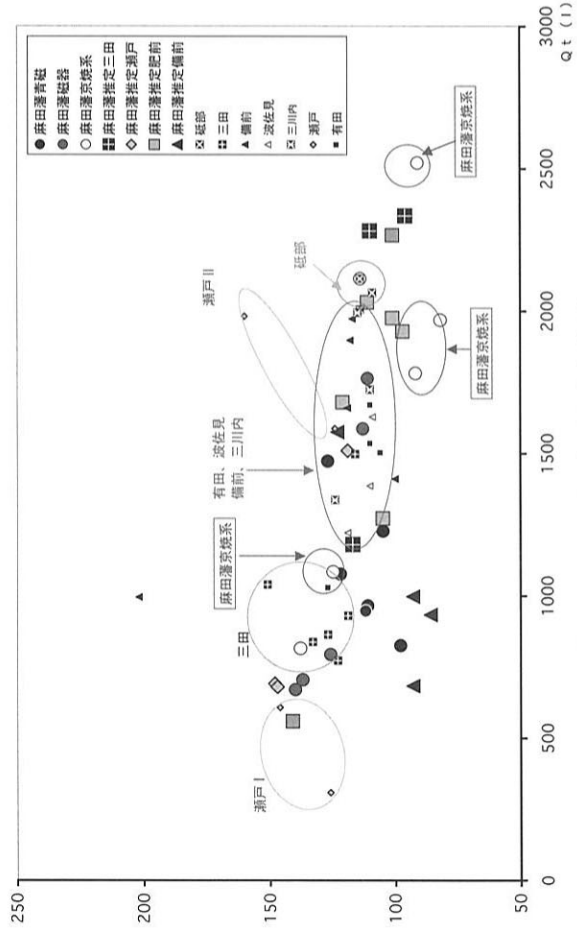 250
200
150
100
50
0
500
1000
1500
2000
2500
3000
Qt (I)
麻田藩青磁
麻田藩磁器
麻田藩京焼系
麻田藩推定三田
麻田藩推定瀬戸
麻田藩推定肥前
麻田藩推定備前
砥部
三田
備前
波佐見
三川内
瀬戸
有田
瀬戸 I
三田
麻田藩京焼系
有田、波佐見
備前、三川内
瀬戸 II
砥部
麻田藩京焼系
麻田藩京焼系